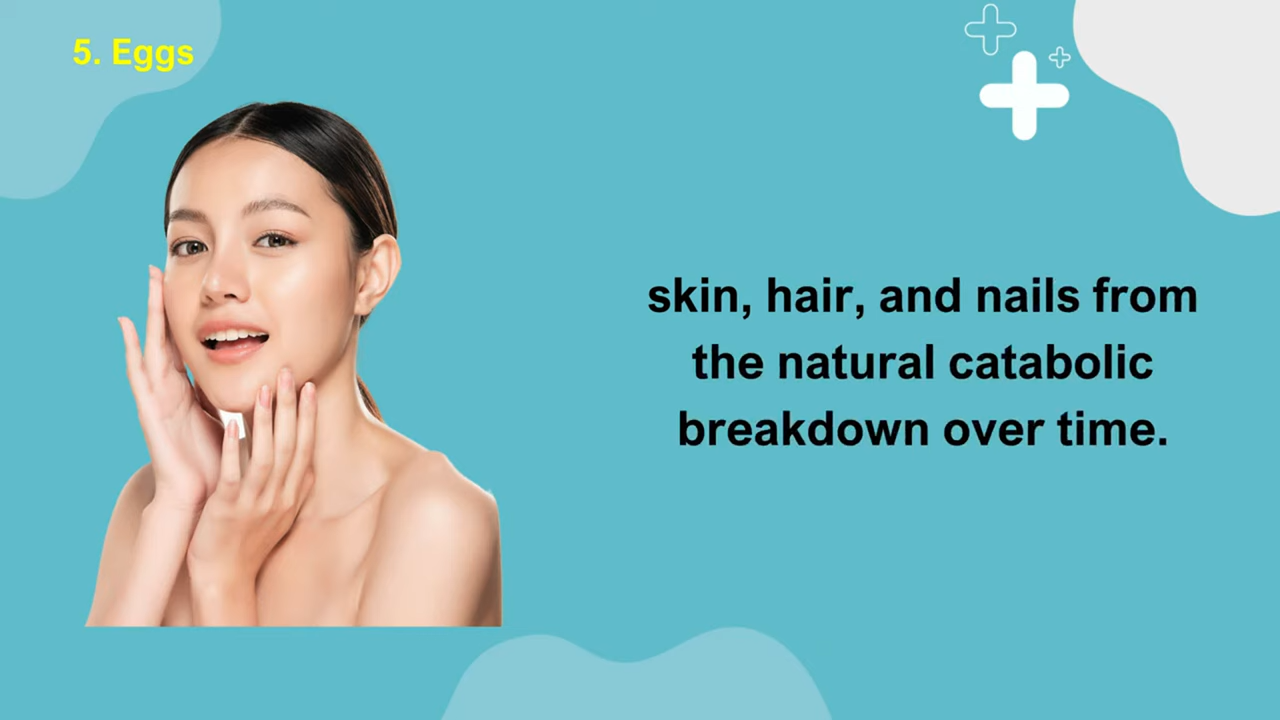 5. Eggs
skin, hair, and nails from
the natural catabolic
breakdown over time.